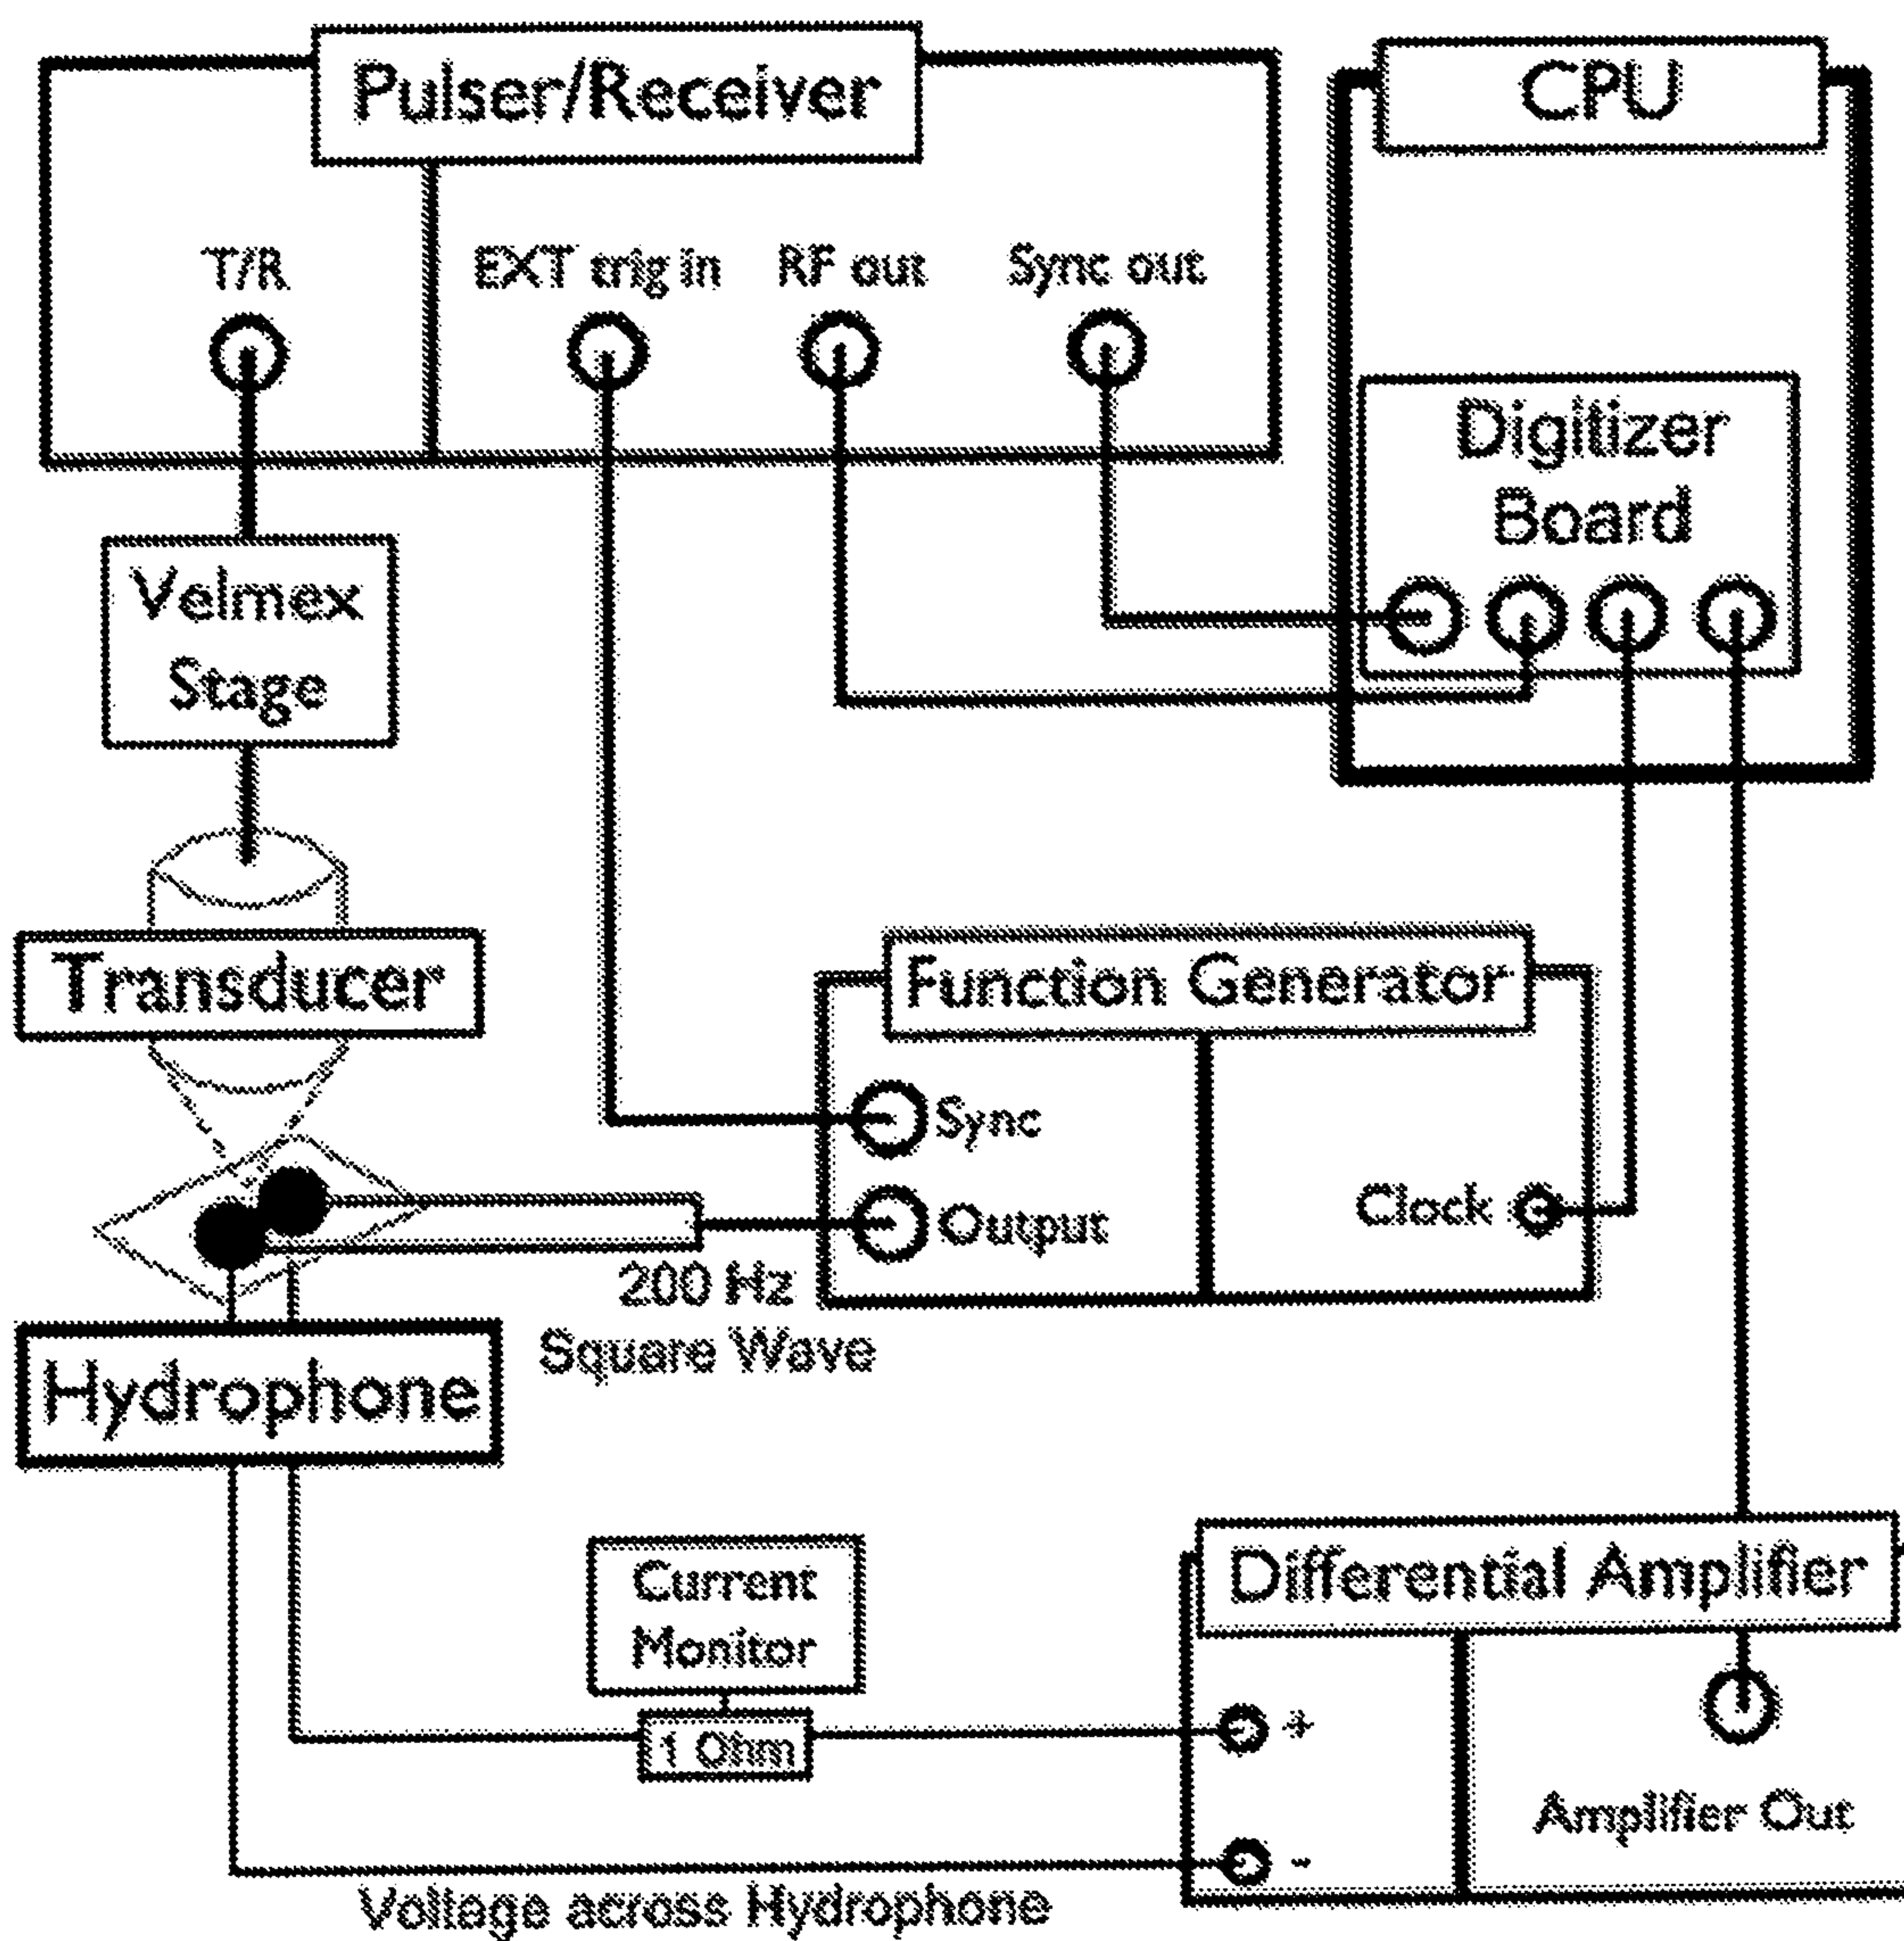 Pulser/Receiver
CPU
T/R
EXT trig in
RF out
Sync out
Digitizer
Board
Velmex
Stage
Transducer
Function Generator
Sync
Output
Clock
200 Hz
Square Wave
Hydrophone
Current
Monitor
1 Ohm
Differential Amplifier
+
-
Amplifier Out
Voltage across Hydrophone